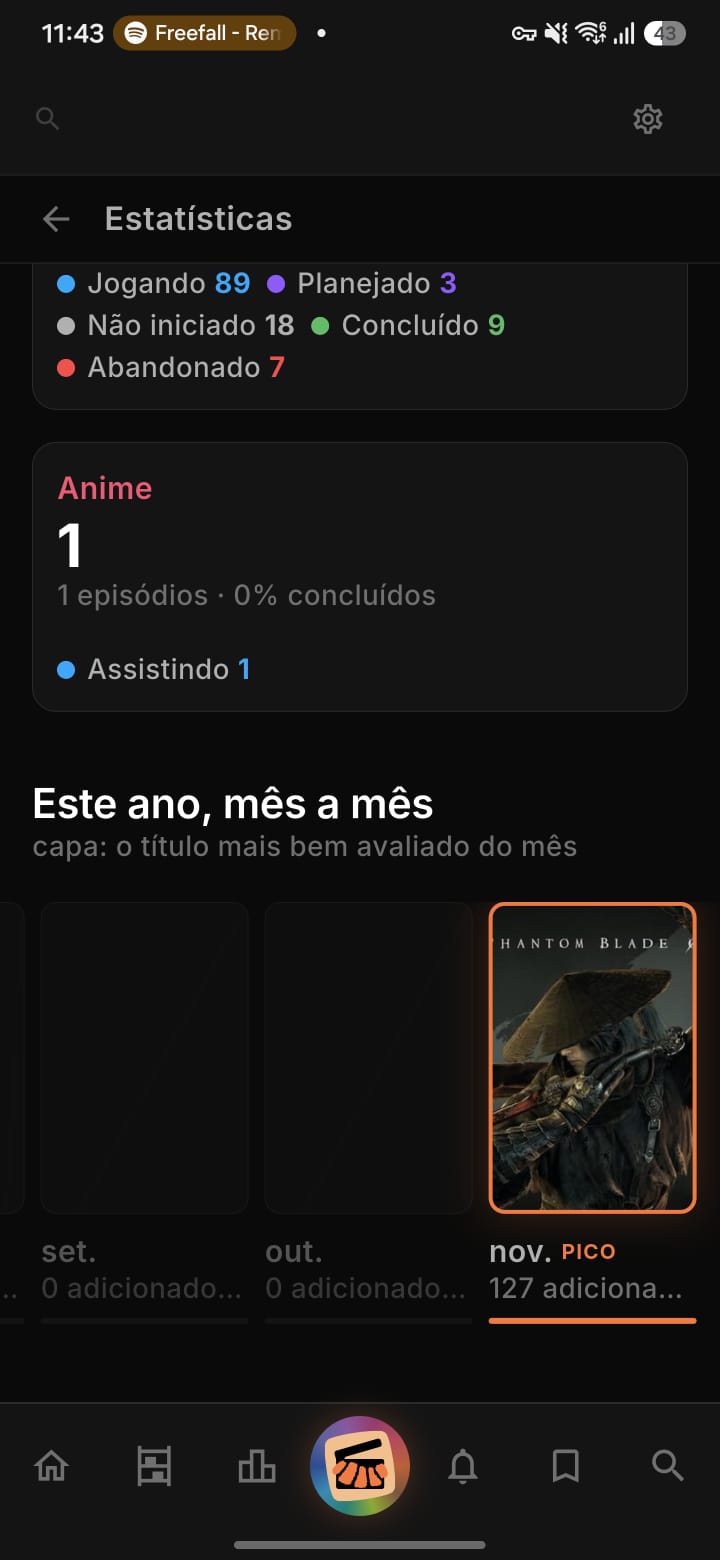 11:43 Freefall - Ren
43
Estatísticas
Jogando 89 Planejado 3
Não iniciado 18 Concluído 9
Abandonado 7
Anime
1
1 episódios · 0% concluídos
Assistindo 1
Este ano, mês a mês
capa: o título mais bem avaliado do mês
HANTOM BLADE
set. out. nov. PICO
.. 0 adicionado... 0 adicionado... 127 adiciona...